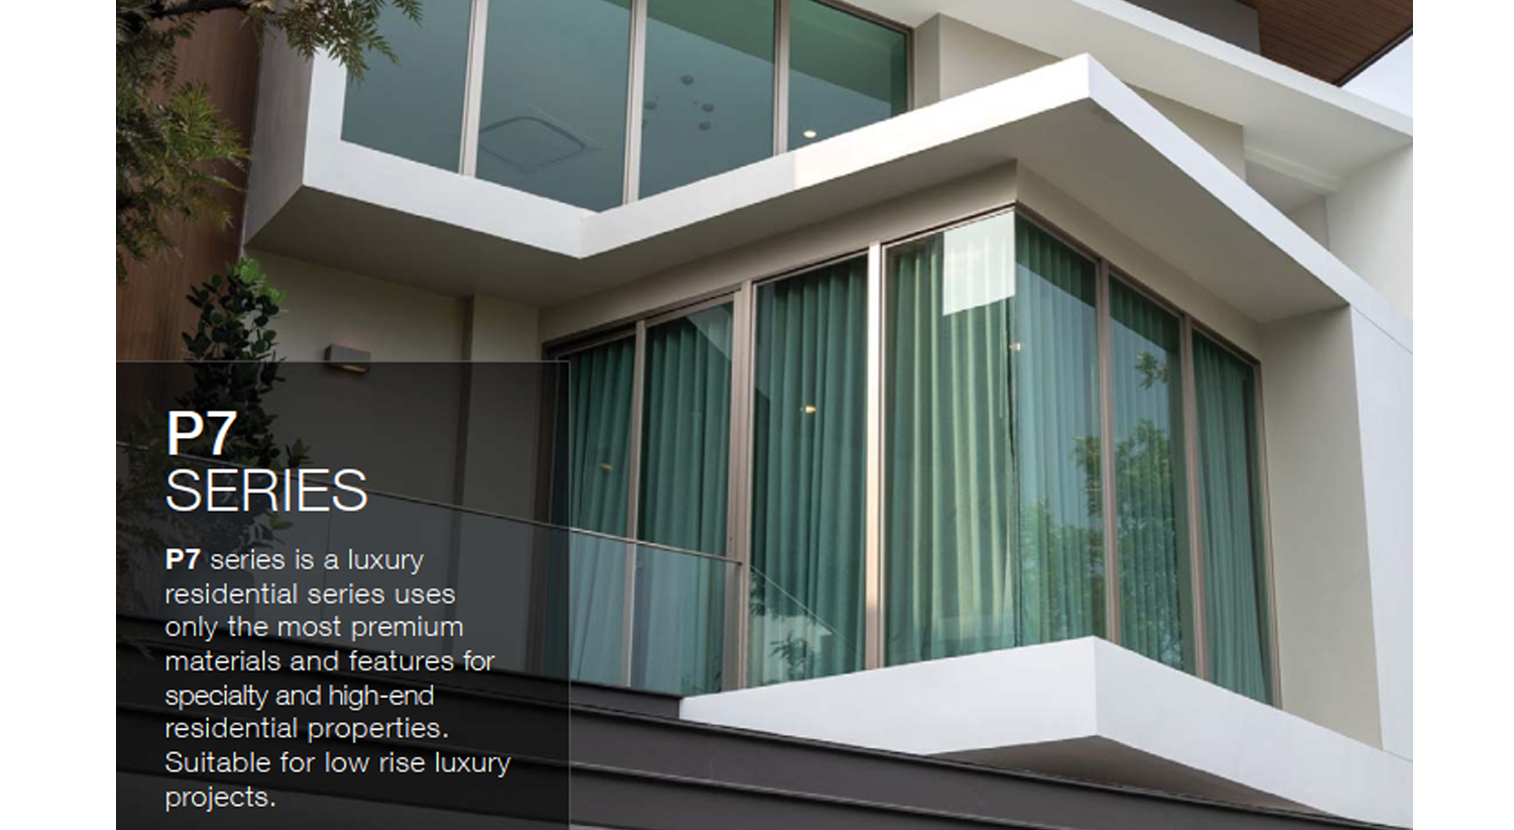 P7
SERIES
P7 series is a luxury
residential series uses
only the most premium
materials and features for
specialty and high-end
residential properties.
Suitable for low rise luxury
projects.